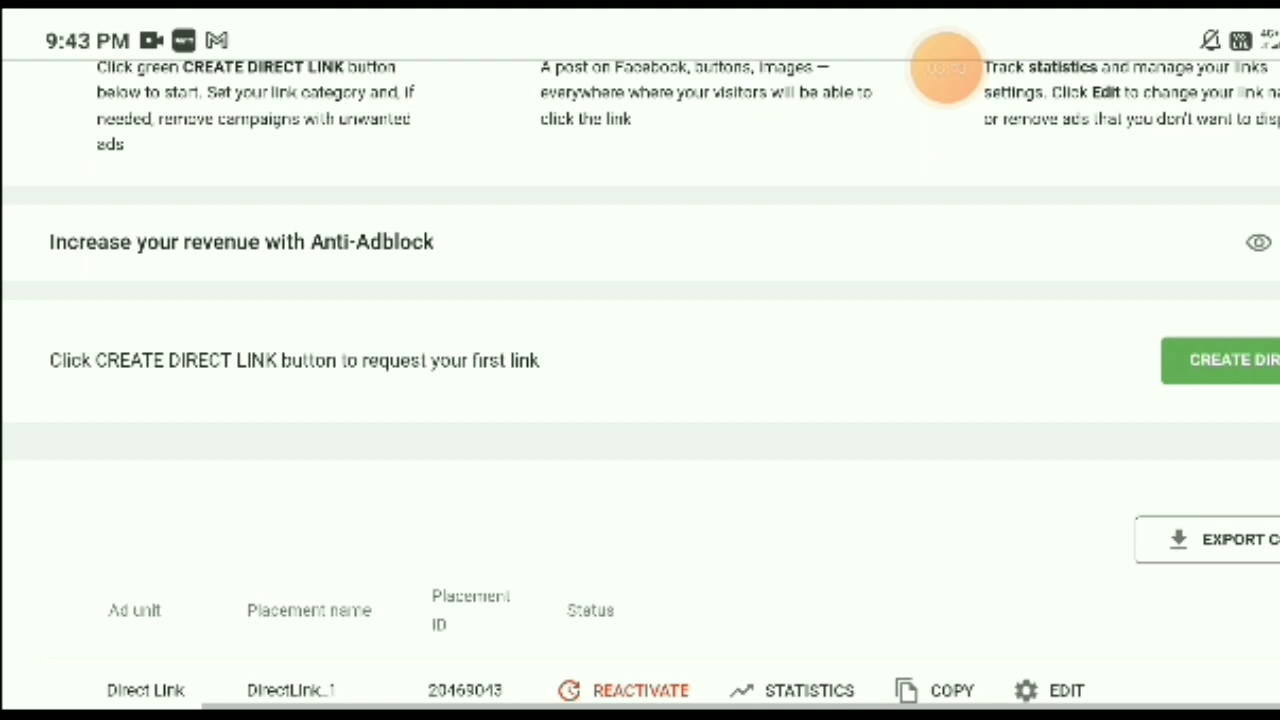 9:43 PM
Click green CREATE DIRECT LINK button
below to start. Set your link category and, if
needed, remove campaigns with unwanted
ads
A post on Facebook, buttons, images —
everywhere where your visitors will be able to
click the link
Track statistics and manage your links
settings. Click Edit to change your link na
or remove ads that you don't want to disp
Increase your revenue with Anti-Adblock
Click CREATE DIRECT LINK button to request your first link
CREATE DIR
EXPORT C
Ad unit
Placement name
Placement
ID
Status
Direct Link
DirectLink_1
20469043
REACTIVATE
STATISTICS
COPY
EDIT